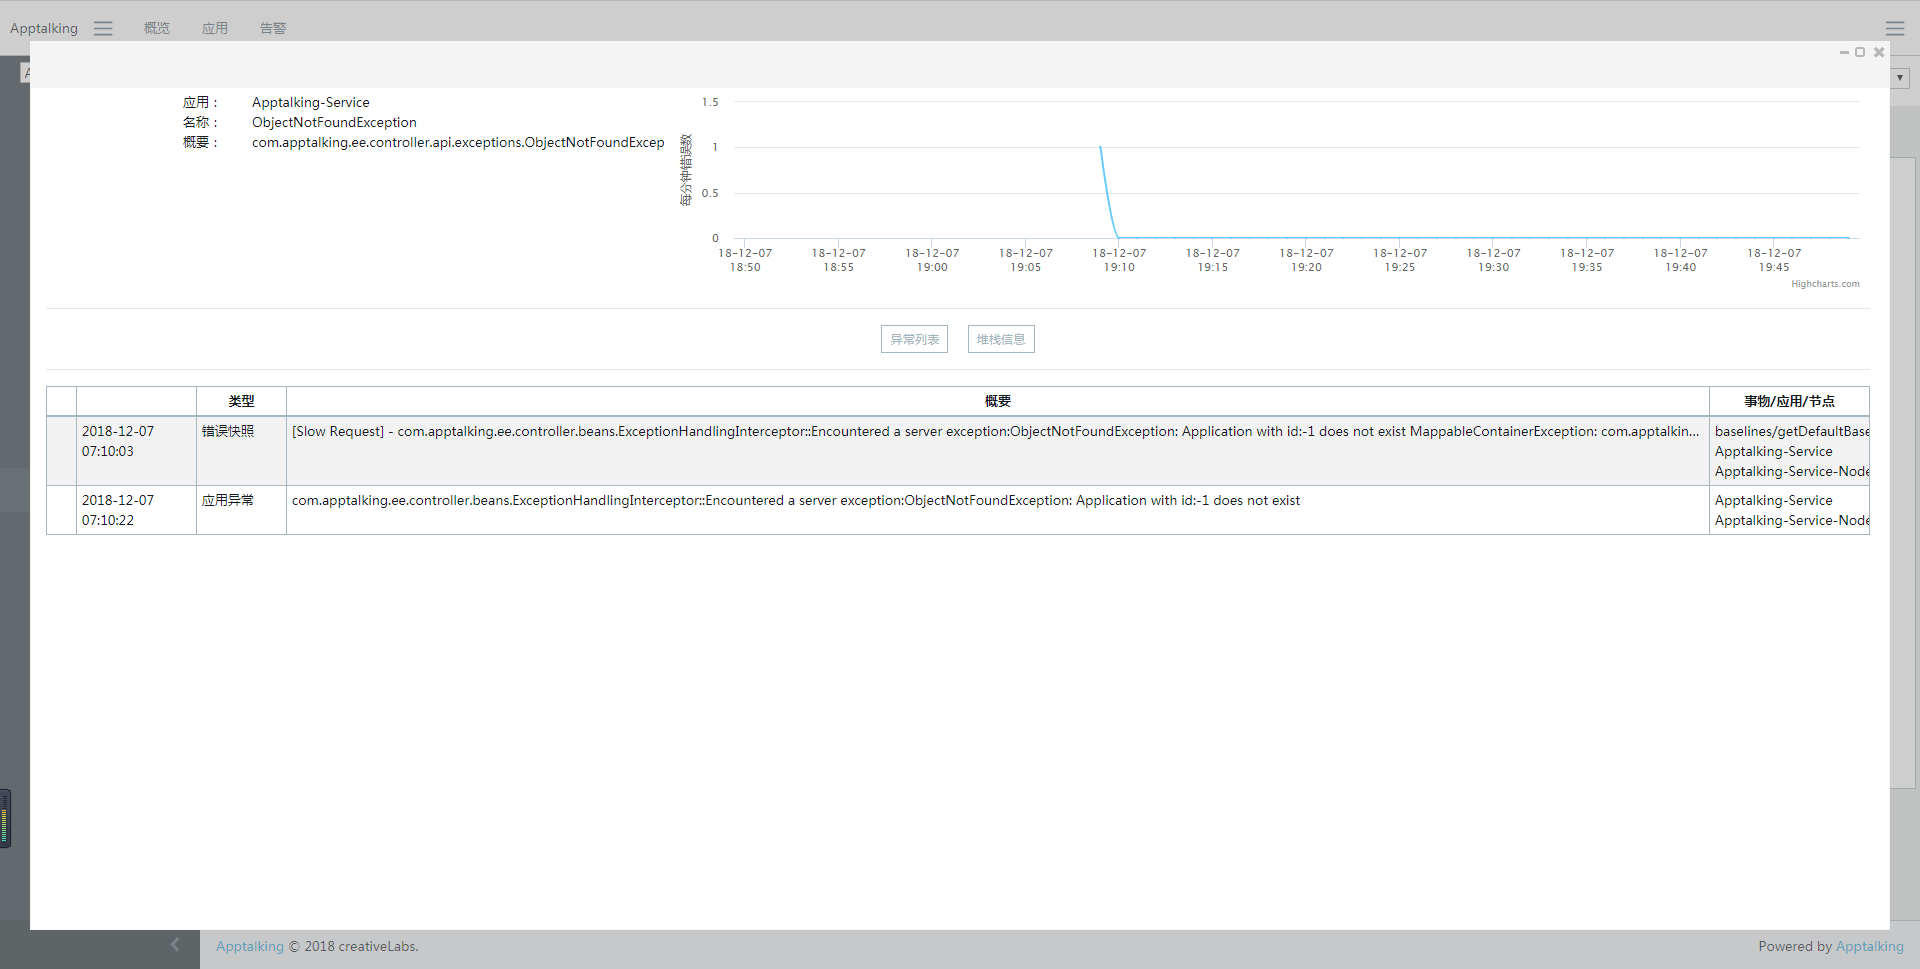 Apptalking 概览 应用 告警
应用： Apptalking-Service
名称： ObjectNotFoundException
概要： com.apptalking.ee.controller.api.exceptions.ObjectNotFoundExcep
每分钟错误数
1.5
1
0.5
0
18-12-07 18:50
18-12-07 18:55
18-12-07 19:00
18-12-07 19:05
18-12-07 19:10
18-12-07 19:15
18-12-07 19:20
18-12-07 19:25
18-12-07 19:30
18-12-07 19:35
18-12-07 19:40
18-12-07 19:45
Highcharts.com
异常列表 堆栈信息
类型 概要 事物/应用/节点
2018-12-07 07:10:03 错误快照 [Slow Request] - com.apptalking.ee.controller.beans.ExceptionHandlingInterceptor::Encountered a server exception:ObjectNotFoundException: Application with id:-1 does not exist MappableContainerException: com.apptalkin... baselines/getDefaultBase
Apptalking-Service
Apptalking-Service-Node
2018-12-07 07:10:22 应用异常 com.apptalking.ee.controller.beans.ExceptionHandlingInterceptor::Encountered a server exception:ObjectNotFoundException: Application with id:-1 does not exist Apptalking-Service
Apptalking-Service-Node
Apptalking © 2018 creativeLabs. Powered by Apptalking